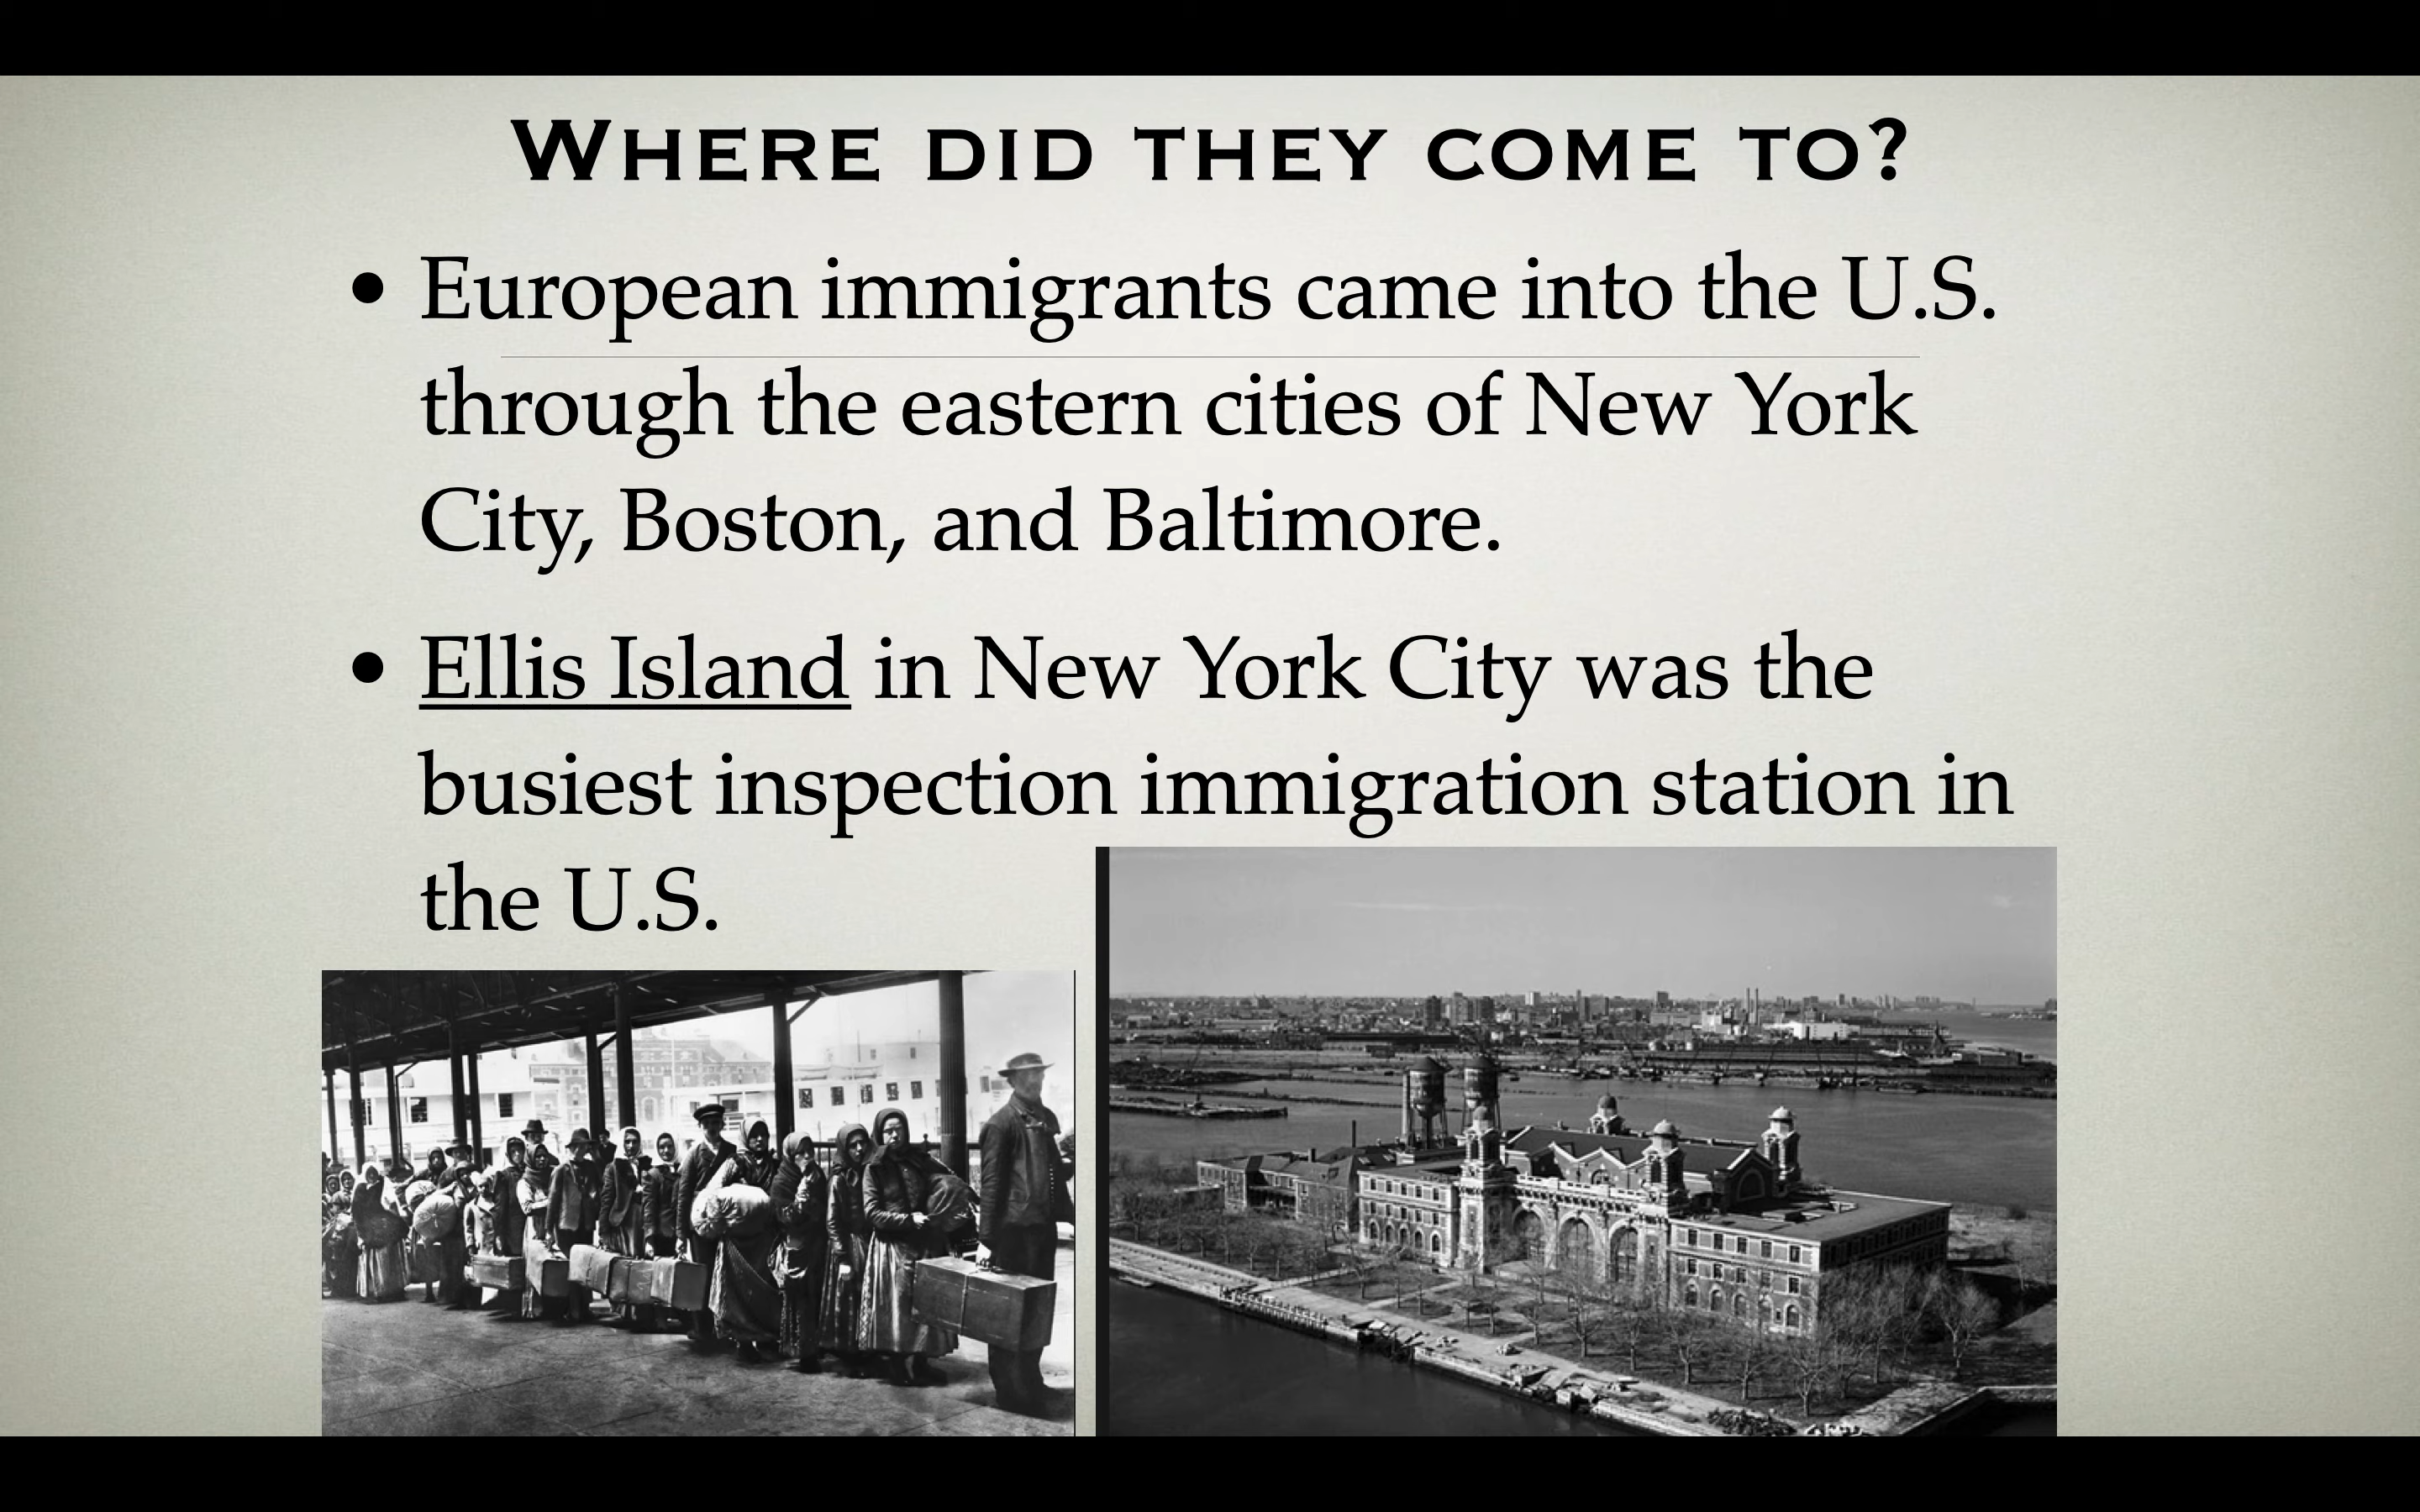 Where did they come to?
• European immigrants came into the U.S.
through the eastern cities of New York
City, Boston, and Baltimore.
• Ellis Island in New York City was the
busiest inspection immigration station in
the U.S.